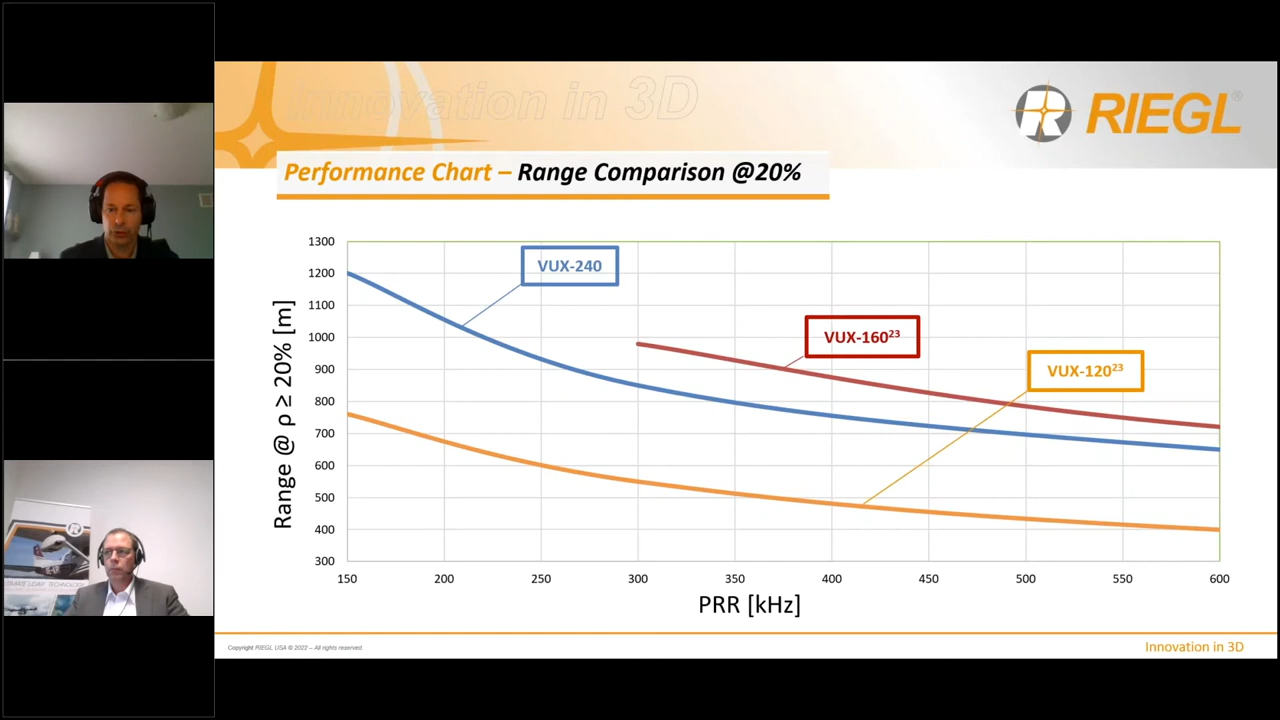 Innovation in 3D
RIEGL®
Performance Chart – Range Comparison @20%
Range @ ρ ≥ 20% [m]
1300
1200
1100
1000
900
800
700
600
500
400
300
VUX-240
VUX-160²³
VUX-120²³
150 200 250 300 350 400 450 500 550 600
PRR [kHz]
Copyright RIEGL USA © 2022 – All rights reserved.
Innovation in 3D